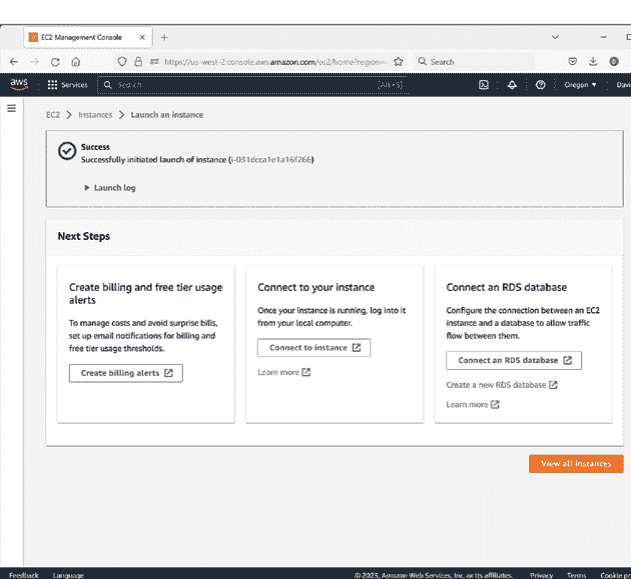 EC2 Management Console
https://us-west-2.console.aws.amazon.com/ec2/home?region=
Search
aws
Services
Search
[Alt+S]
Oregon
Davi
EC2 > Instances > Launch an instance
Success
Successfully initiated launch of instance (i-031dcca1e1a16f266)
Launch log
Next Steps
Create billing and free tier usage
alerts
To manage costs and avoid surprise bills,
set up email notifications for billing and
free tier usage thresholds.
Create billing alerts
Connect to your instance
Once your instance is running, log into it
from your local computer.
Connect to instance
Learn more
Connect an RDS database
Configure the connection between an EC2
instance and a database to allow traffic
flow between them.
Connect an RDS database
Create a new RDS database
Learn more
View all instances
Feedback
Language
© 2023, Amazon Web Services, Inc. or its affiliates.
Privacy
Terms
Cookie pr